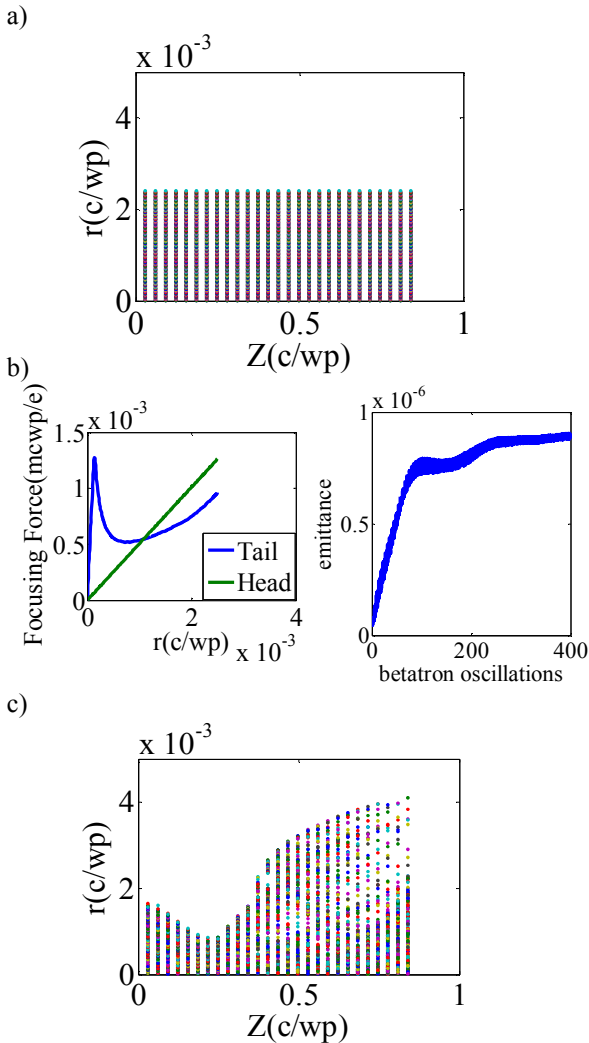 a)
x 10^-3
4
2
0
r(c/wp)
0 0.5 1
Z(c/wp)
b)
x 10^-3
1.5
1
0.5
0
Focusing Force(mcwp/e)
Tail
Head
0 2 4
r(c/wp)
x 10^-3
x 10^-6
1
0.5
0
emittance
0 200 400
betatron oscillations
c)
x 10^-3
4
2
0
r(c/wp)
0 0.5 1
Z(c/wp)